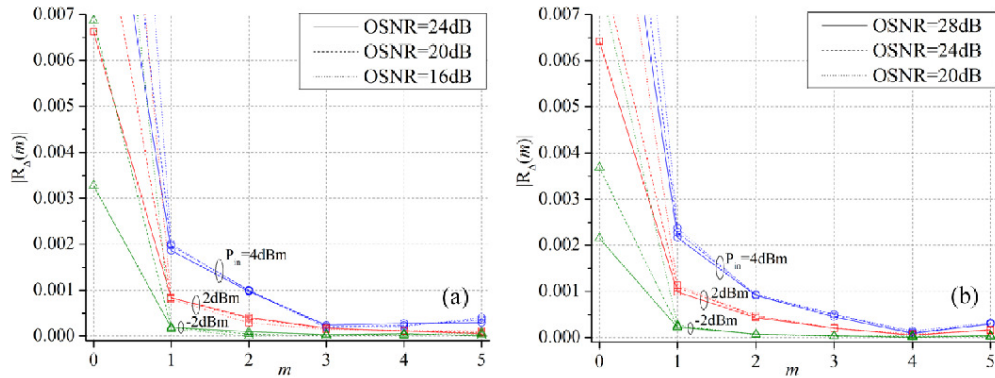 0.007
0.006
0.005
0.004
0.003
0.002
0.001
0.000
|R_Δ(m)|
OSNR=24dB
OSNR=20dB
OSNR=16dB
P_in=4dBm
2dBm
-2dBm
(a)
0 1 2 3 4 5
m
0.007
0.006
0.005
0.004
0.003
0.002
0.001
0.000
|R_Δ(m)|
OSNR=28dB
OSNR=24dB
OSNR=20dB
P_in=4dBm
2dBm
-2dBm
(b)
0 1 2 3 4 5
m